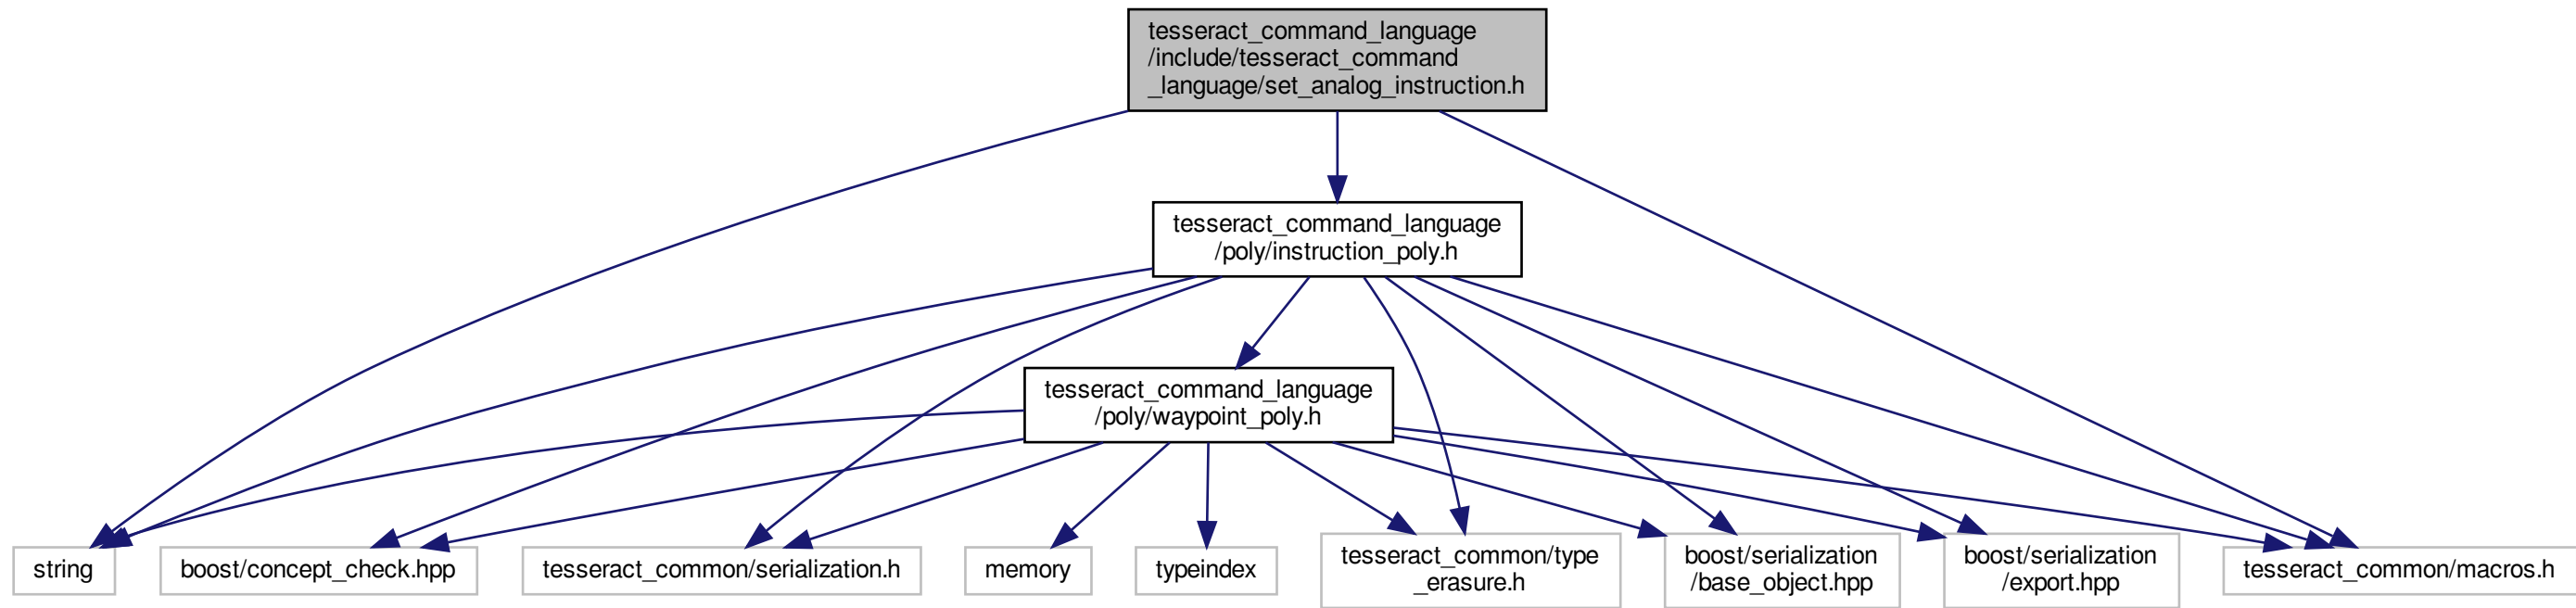 tesseract_command_language
/include/tesseract_command
_language/set_analog_instruction.h
tesseract_command_language
/poly/instruction_poly.h
tesseract_command_language
/poly/waypoint_poly.h
string
boost/concept_check.hpp
tesseract_common/serialization.h
memory
typeindex
tesseract_common/type
_erasure.h
boost/serialization
/base_object.hpp
boost/serialization
/export.hpp
tesseract_common/macros.h